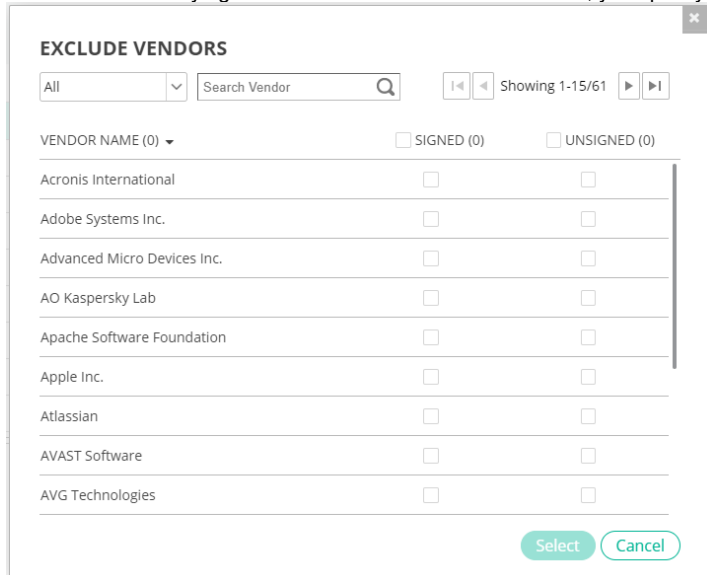 EXCLUDE VENDORS
All Search Vendor Showing 1-15/61
VENDOR NAME (0) SIGNED (0) UNSIGNED (0)
Acronis International
Adobe Systems Inc.
Advanced Micro Devices Inc.
AO Kaspersky Lab
Apache Software Foundation
Apple Inc.
Atlassian
AVAST Software
AVG Technologies
Select Cancel